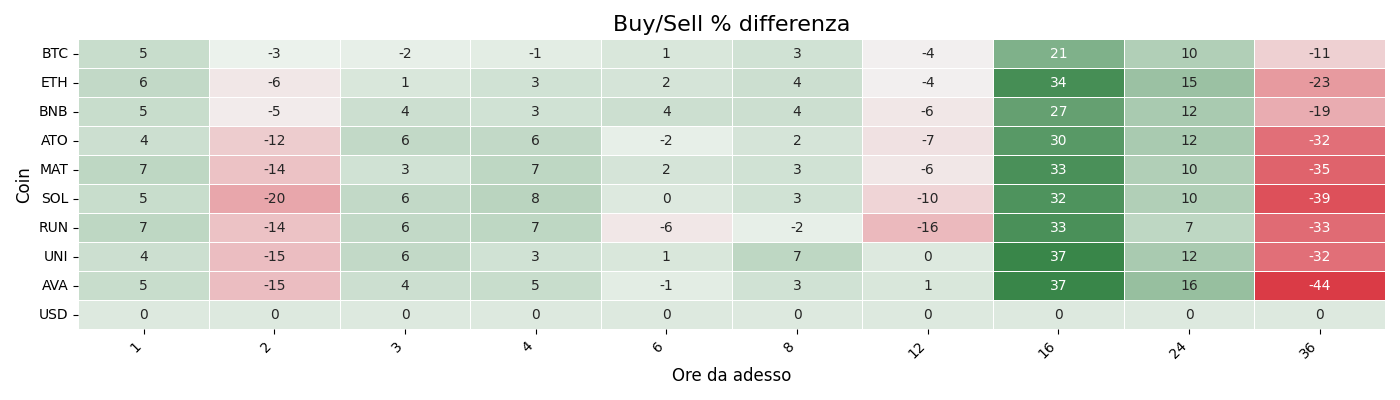 Buy/Sell % differenza
Coin
BTC 5 -3 -2 -1 1 3 -4 21 10 -11
ETH 6 -6 1 3 2 4 -4 34 15 -23
BNB 5 -5 4 3 4 4 -6 27 12 -19
ATO 4 -12 6 6 -2 2 -7 30 12 -32
MAT 7 -14 3 7 2 3 -6 33 10 -35
SOL 5 -20 6 8 0 3 -10 32 10 -39
RUN 7 -14 6 7 -6 -2 -16 33 7 -33
UNI 4 -15 6 3 1 7 0 37 12 -32
AVA 5 -15 4 5 -1 3 1 37 16 -44
USD 0 0 0 0 0 0 0 0 0 0
1 2 3 4 6 8 12 16 24 36
Ore da adesso